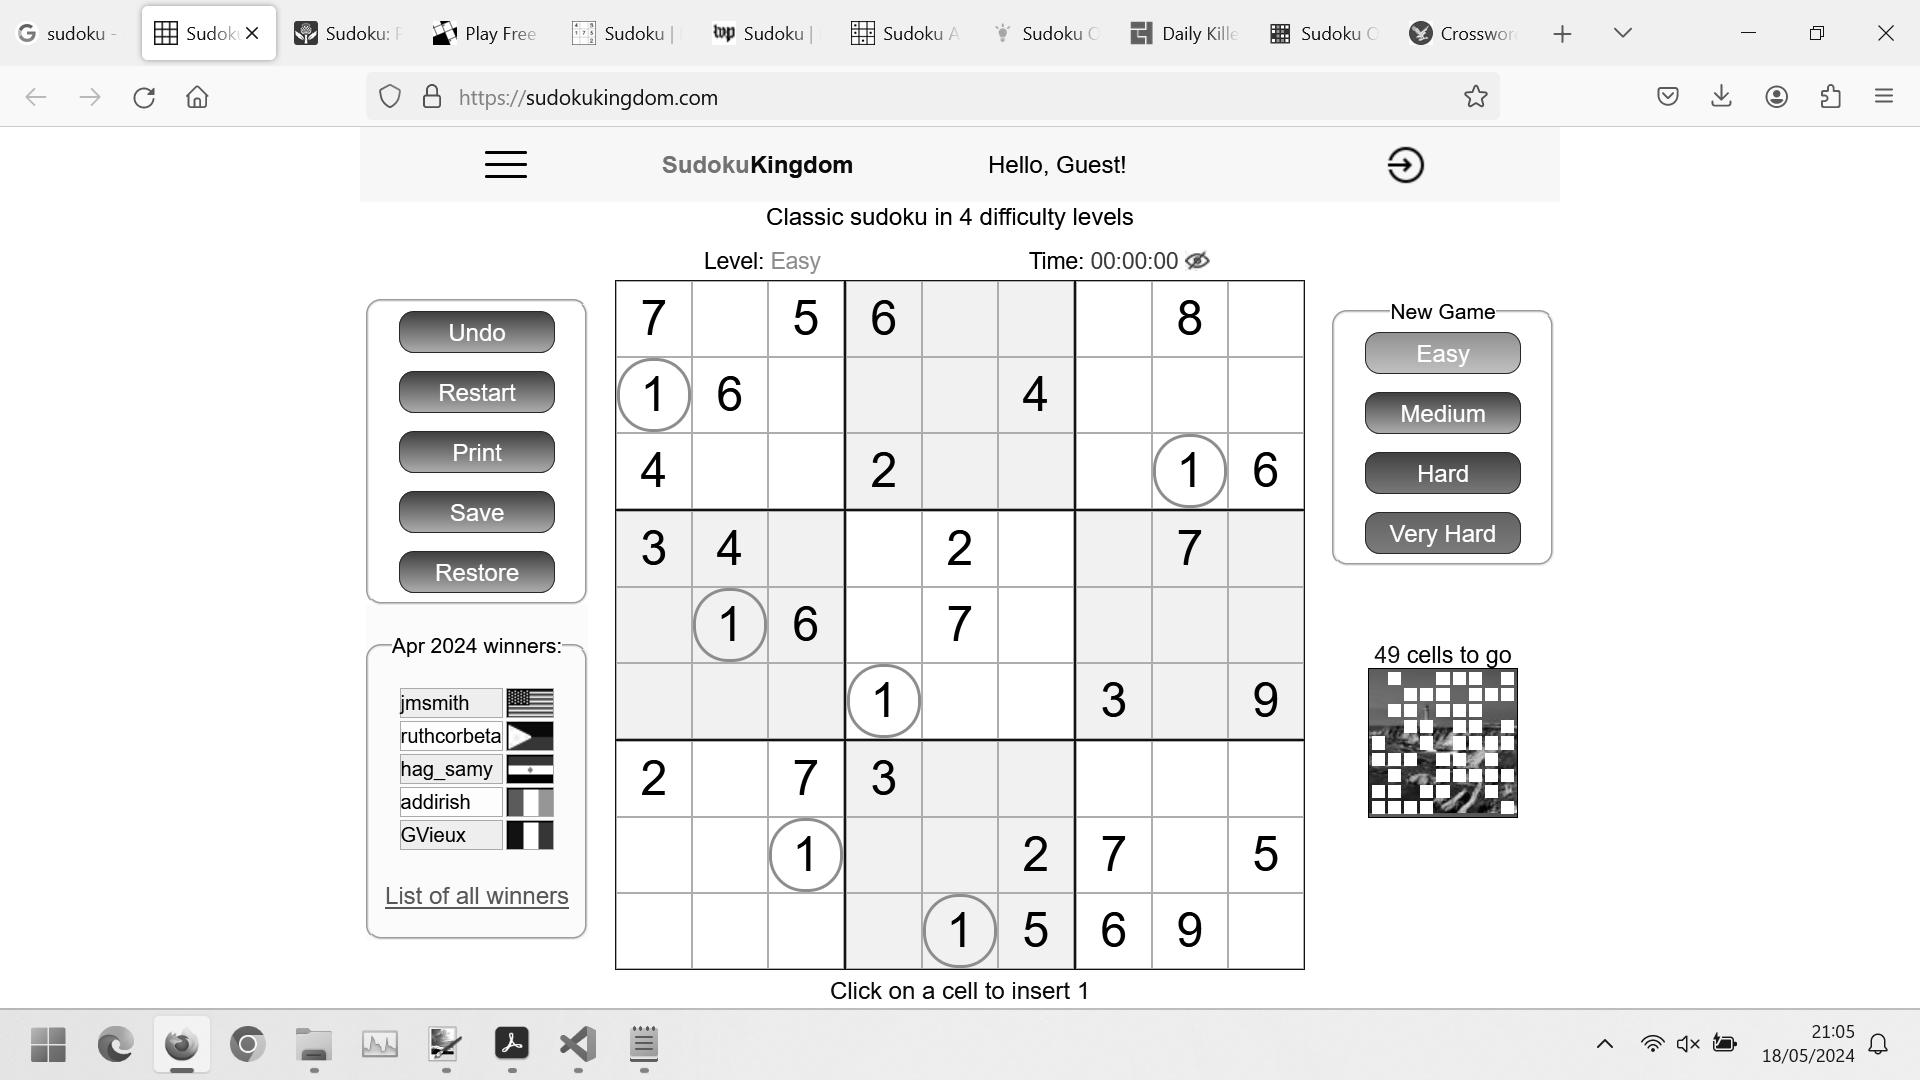 sudoku -
Sudoku
Sudoku: F
Play Free
Sudoku |
Sudoku |
Sudoku A
Sudoku O
Daily Kille
Sudoku O
Crosswor
https://sudokukingdom.com
SudokuKingdom
Hello, Guest!
Classic sudoku in 4 difficulty levels
Level: Easy
Time: 00:00:00
Undo
Restart
Print
Save
Restore
Apr 2024 winners:
jmsmith
ruthcorbeta
hag_samy
addirish
GVieux
List of all winners
7 5 6 8
1 6 4
4 2 1 6
3 4 2 7
1 6 7
1 3 9
2 7 3
1 2 7 5
1 5 6 9
Click on a cell to insert 1
New Game
Easy
Medium
Hard
Very Hard
49 cells to go
21:05
18/05/2024